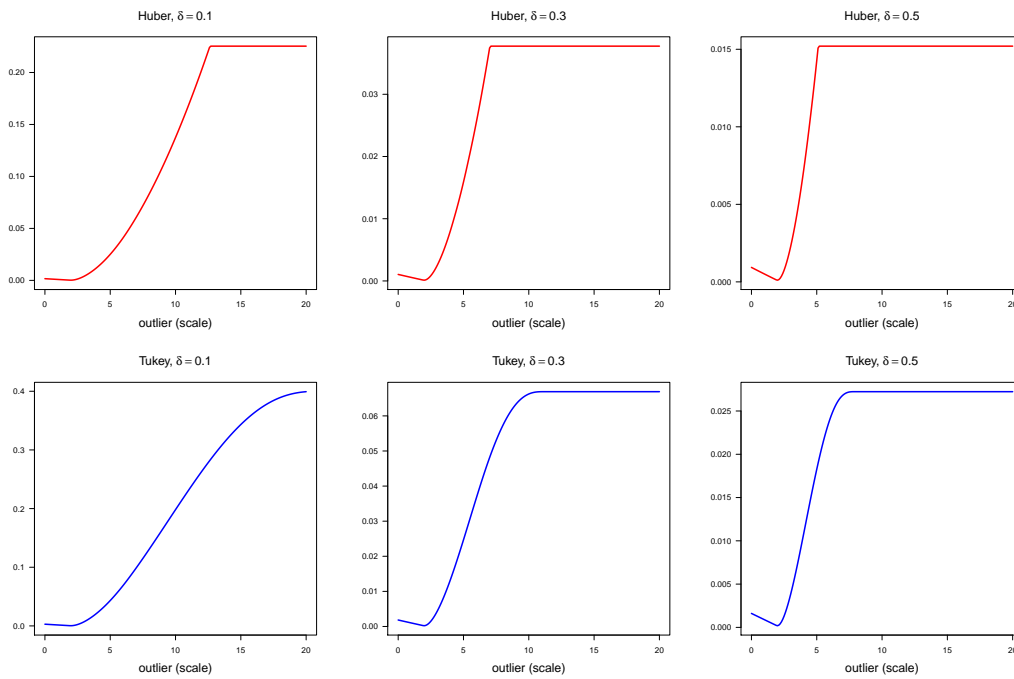 Huber, δ = 0.1
0.20
0.15
0.10
0.05
0.00
0 5 10 15 20
outlier (scale)
Huber, δ = 0.3
0.03
0.02
0.01
0.00
0 5 10 15 20
outlier (scale)
Huber, δ = 0.5
0.015
0.010
0.005
0.000
0 5 10 15 20
outlier (scale)
Tukey, δ = 0.1
0.4
0.3
0.2
0.1
0.0
0 5 10 15 20
outlier (scale)
Tukey, δ = 0.3
0.06
0.05
0.04
0.03
0.02
0.01
0.00
0 5 10 15 20
outlier (scale)
Tukey, δ = 0.5
0.025
0.020
0.015
0.010
0.005
0.000
0 5 10 15 20
outlier (scale)